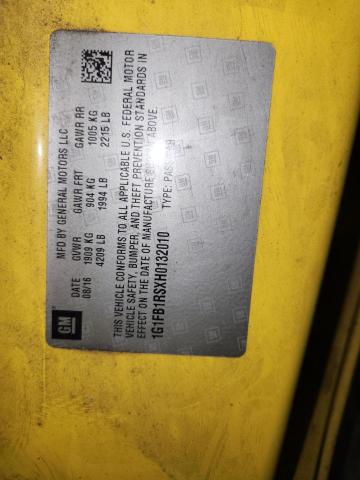 GM
MFD BY GENERAL MOTORS LLC
DATE GVWR GAWR FRT GAWR RR
08/16 1909 KG 904 KG 1005 KG
4209 LB 1994 LB 2215 LB
THIS VEHICLE CONFORMS TO ALL APPLICABLE U.S. FEDERAL MOTOR
VEHICLE SAFETY, BUMPER, AND THEFT PREVENTION STANDARDS IN
EFFECT ON THE DATE OF MANUFACTURE ABOVE.
1G1FB1RSXH0132010 TYPE: